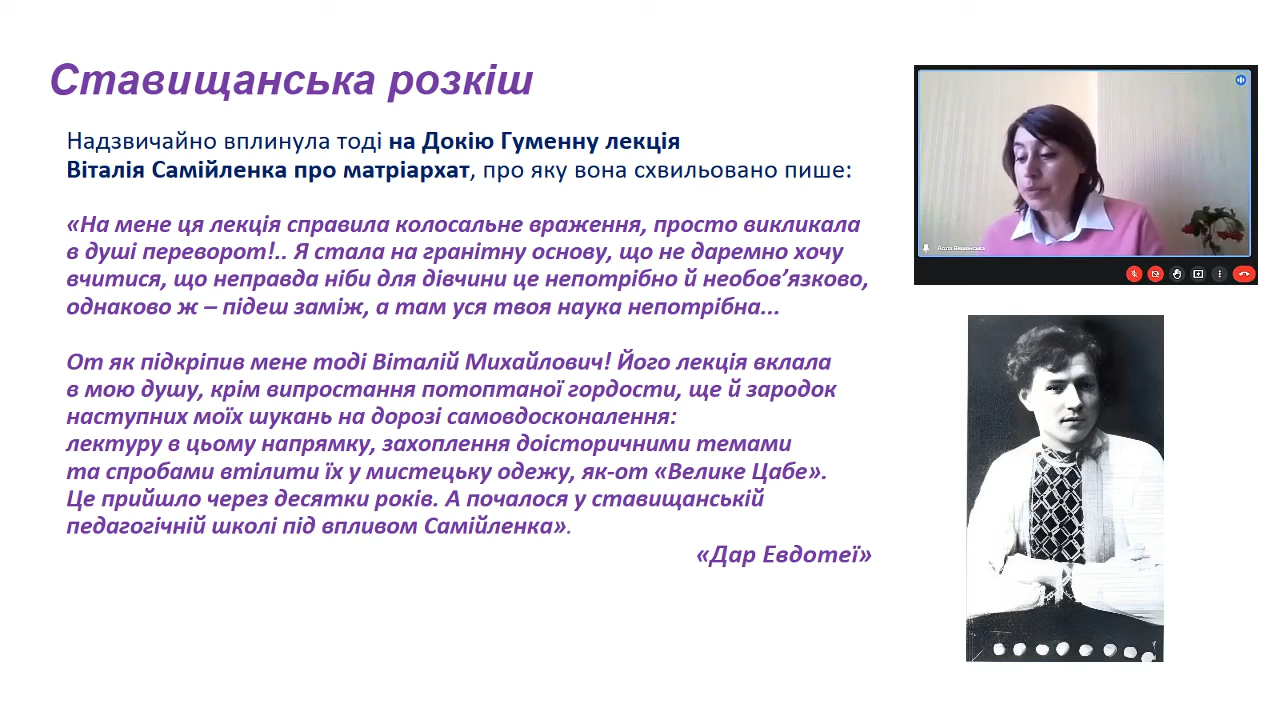 Ставищанська розкіш
Надзвичайно вплинула тоді на Докію Гуменну лекція
Віталія Самійленка про матріархат, про яку вона схвильовано пише:
«На мене ця лекція справила колосальне враження, просто викликала
в душі переворот!.. Я стала на гранітну основу, що не даремно хочу
вчитися, що неправда ніби для дівчини це непотрібно й необов’язково,
однаково ж – підеш заміж, а там уся твоя наука непотрібна...
От як підкріпив мене тоді Віталій Михайлович! Його лекція вклала
в мою душу, крім випростання потоптаної гордости, ще й зародок
наступних моїх шукань на дорозі самовдосконалення:
лектуру в цьому напрямку, захоплення доісторичними темами
та спробами втілити їх у мистецьку одежу, як-от «Велике Цабе».
Це прийшло через десятки років. А почалося у ставищанській
педагогічній школі під впливом Самійленка».
«Дар Евдотеї»